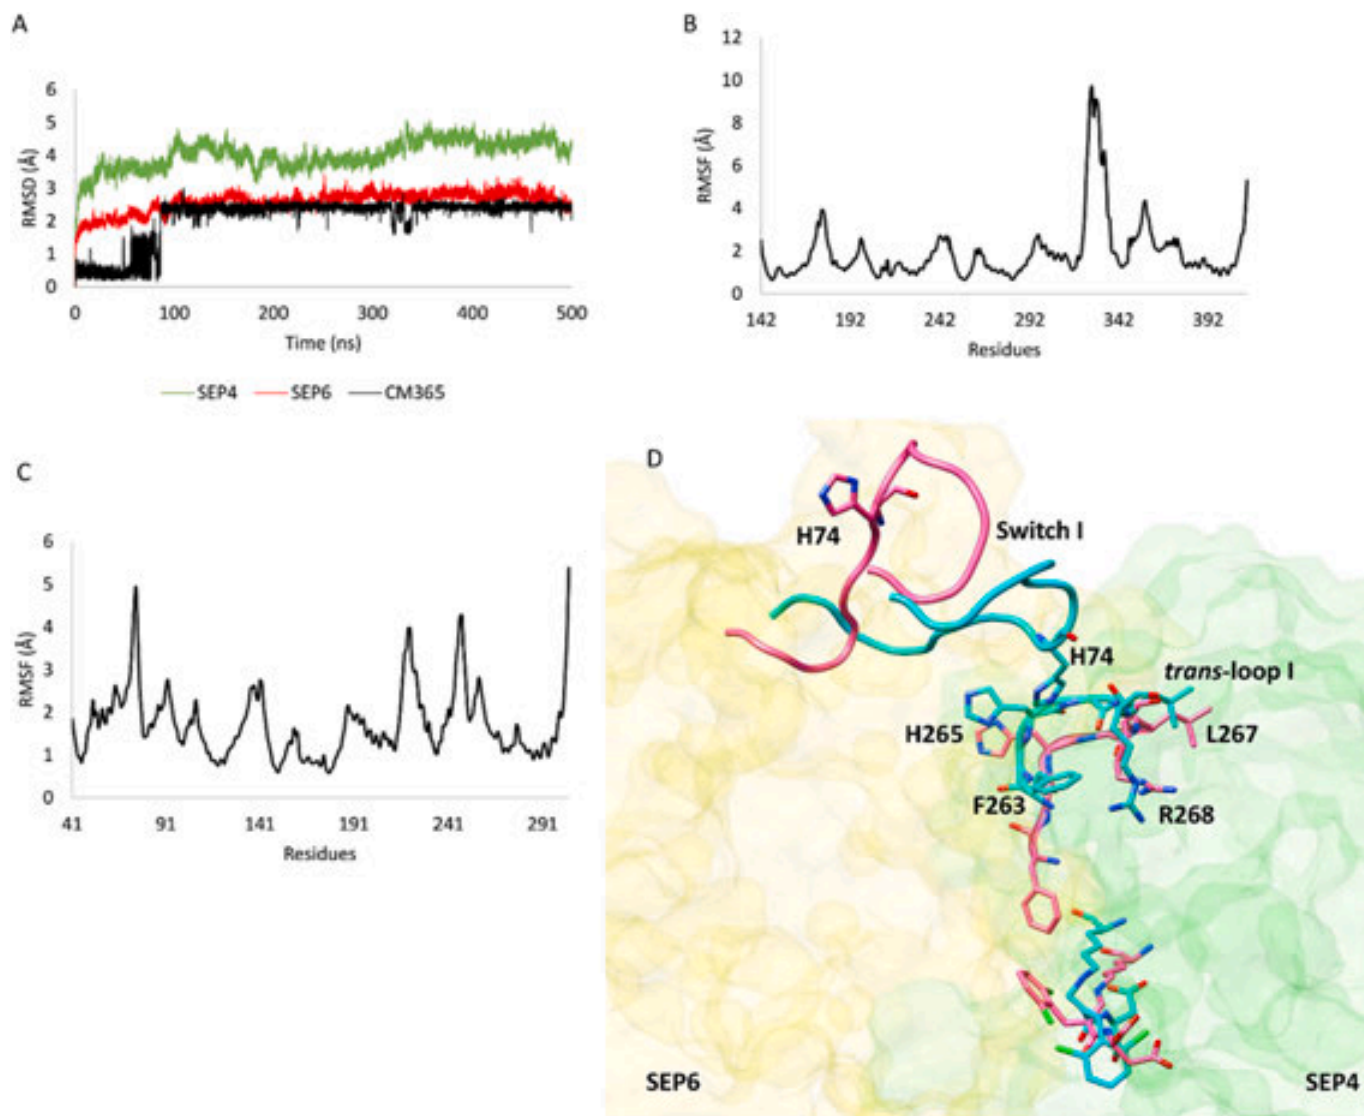 A
RMSD (Å)
6
5
4
3
2
1
0
0 100 200 300 400 500
Time (ns)
SEP4 SEP6 CM365
B
RMSF (Å)
12
10
8
6
4
2
0
142 192 242 292 342 392
Residues
C
RMSF (Å)
6
5
4
3
2
1
0
41 91 141 191 241 291
Residues
D
H74
Switch I
H74
trans-loop I
H265
L267
F263
R268
SEP6
SEP4